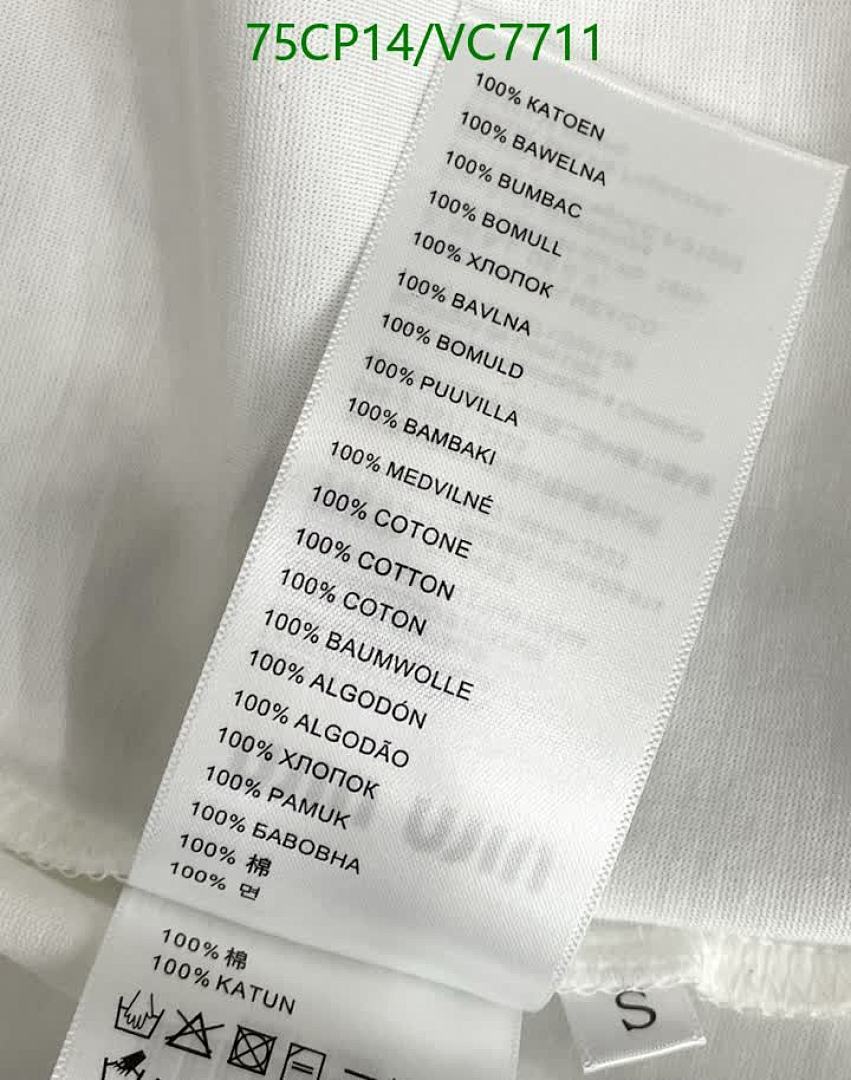 75CP14/VC7711
100% KATOEN
100% BAWELNA
100% BUMBAC
100% BOMULL
100% ХЛОПОК
100% BAVLNA
100% BOMULD
100% PUUVILLA
100% BAMBAKI
100% MEDVILNÉ
100% COTONE
100% COTTON
100% COTON
100% BAUMWOLLE
100% ALGODÓN
100% ALGODÃO
100% ХЛОПОК
100% PAMUK
100% БАВОВНА
100% 棉
100% 면
100% 棉
100% KATUN
S